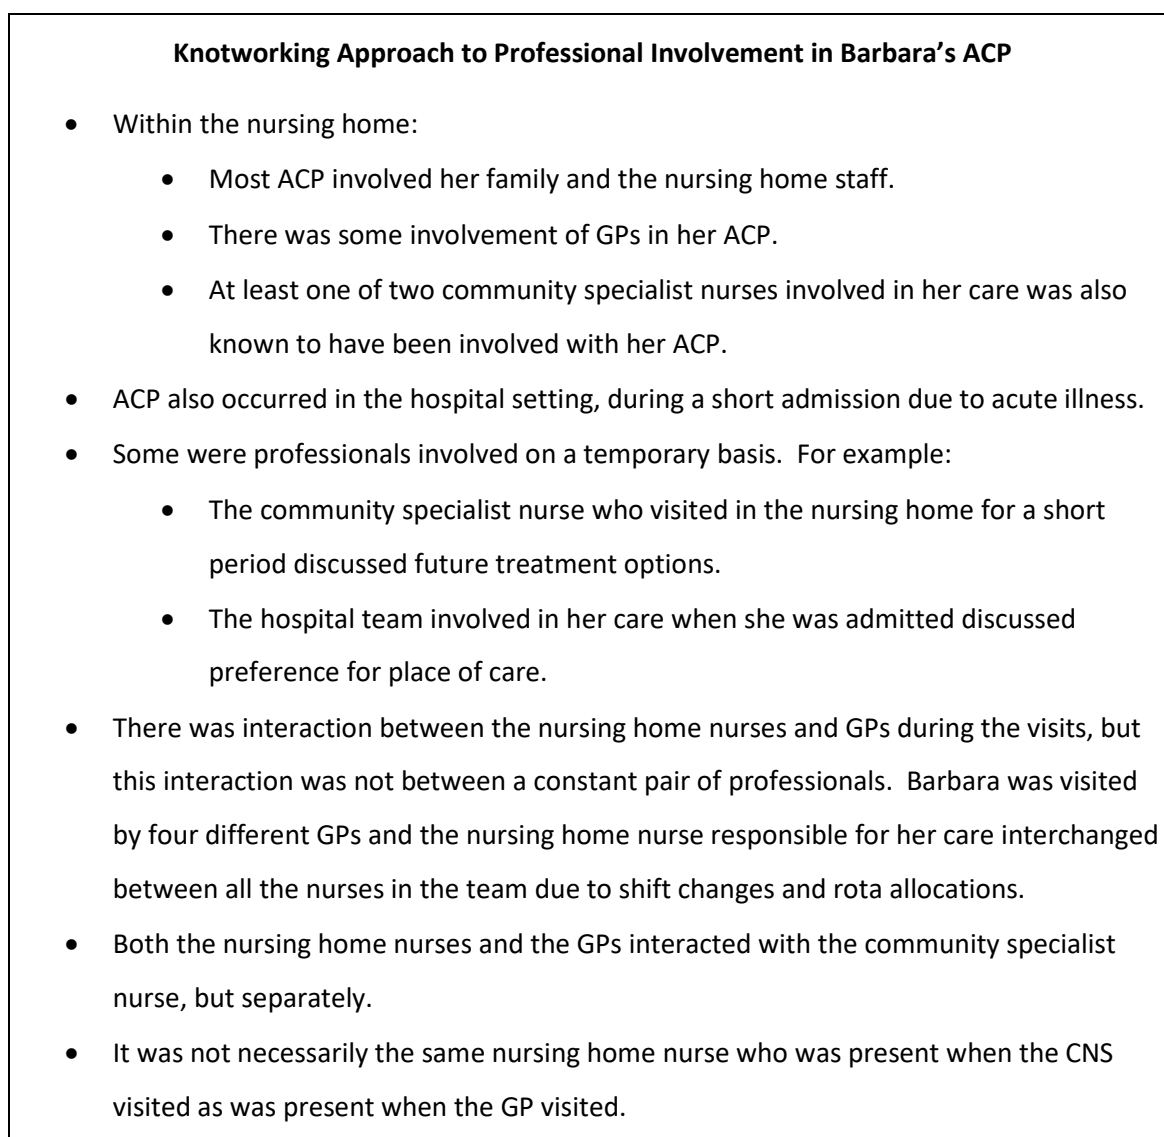 Knotworking Approach to Professional Involvement in Barbara’s ACP
• Within the nursing home:
• Most ACP involved her family and the nursing home staff.
• There was some involvement of GPs in her ACP.
• At least one of two community specialist nurses involved in her care was also
known to have been involved with her ACP.
• ACP also occurred in the hospital setting, during a short admission due to acute illness.
• Some were professionals involved on a temporary basis.  For example:
• The community specialist nurse who visited in the nursing home for a short
period discussed future treatment options.
• The hospital team involved in her care when she was admitted discussed
preference for place of care.
• There was interaction between the nursing home nurses and GPs during the visits, but
this interaction was not between a constant pair of professionals.  Barbara was visited
by four different GPs and the nursing home nurse responsible for her care interchanged
between all the nurses in the team due to shift changes and rota allocations.
• Both the nursing home nurses and the GPs interacted with the community specialist
nurse, but separately.
• It was not necessarily the same nursing home nurse who was present when the CNS
visited as was present when the GP visited.